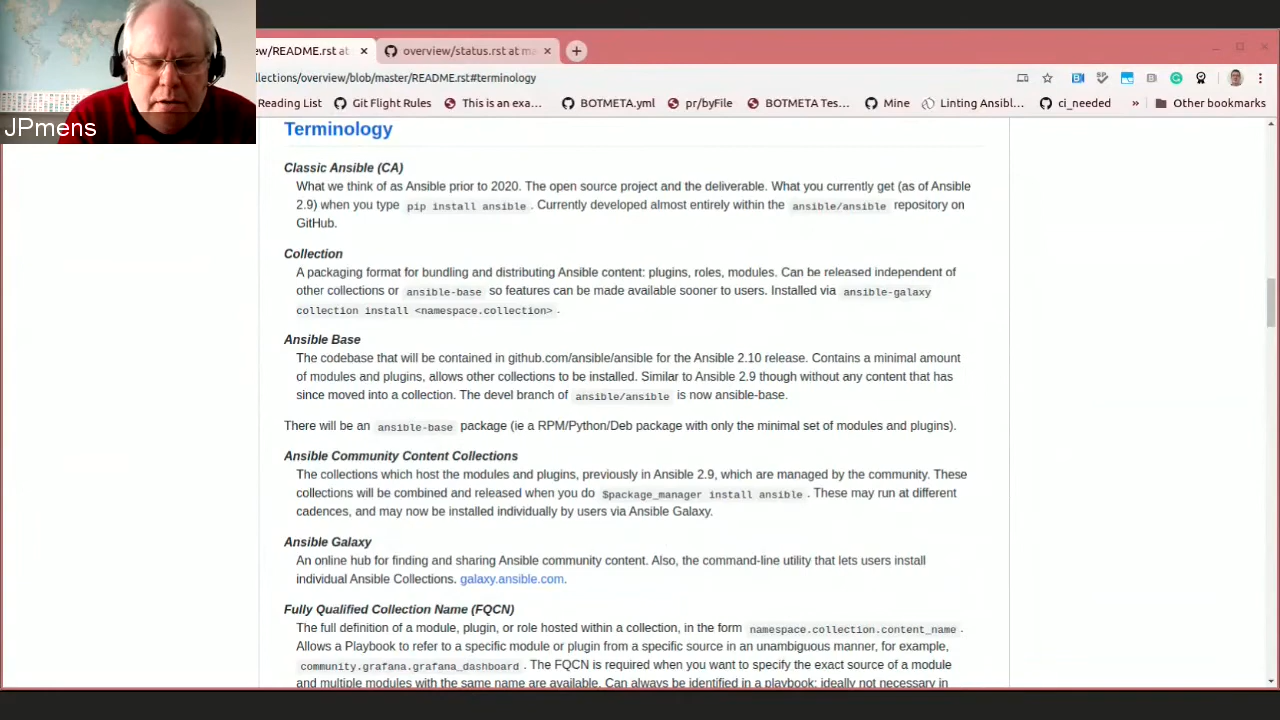 ew/README.rst at
overview/status.rst at ma
llections/overview/blob/master/README.rst#terminology
Reading List
Git Flight Rules
This is an exa...
BOTMETA.yml
pr/byFile
BOTMETA Tes...
Mine
Linting Ansibl...
ci_needed
»
Other bookmarks
JPmens
Terminology
Classic Ansible (CA)
What we think of as Ansible prior to 2020. The open source project and the deliverable. What you currently get (as of Ansible
2.9) when you type pip install ansible . Currently developed almost entirely within the ansible/ansible repository on
GitHub.
Collection
A packaging format for bundling and distributing Ansible content: plugins, roles, modules. Can be released independent of
other collections or ansible-base so features can be made available sooner to users. Installed via ansible-galaxy
collection install <namespace.collection> .
Ansible Base
The codebase that will be contained in github.com/ansible/ansible for the Ansible 2.10 release. Contains a minimal amount
of modules and plugins, allows other collections to be installed. Similar to Ansible 2.9 though without any content that has
since moved into a collection. The devel branch of ansible/ansible is now ansible-base.
There will be an ansible-base package (ie a RPM/Python/Deb package with only the minimal set of modules and plugins).
Ansible Community Content Collections
The collections which host the modules and plugins, previously in Ansible 2.9, which are managed by the community. These
collections will be combined and released when you do $package_manager install ansible . These may run at different
cadences, and may now be installed individually by users via Ansible Galaxy.
Ansible Galaxy
An online hub for finding and sharing Ansible community content. Also, the command-line utility that lets users install
individual Ansible Collections. galaxy.ansible.com.
Fully Qualified Collection Name (FQCN)
The full definition of a module, plugin, or role hosted within a collection, in the form namespace.collection.content_name .
Allows a Playbook to refer to a specific module or plugin from a specific source in an unambiguous manner, for example,
community.grafana.grafana_dashboard . The FQCN is required when you want to specify the exact source of a module
and multiple modules with the same name are available. Can always be identified in a playbook; ideally not necessary in